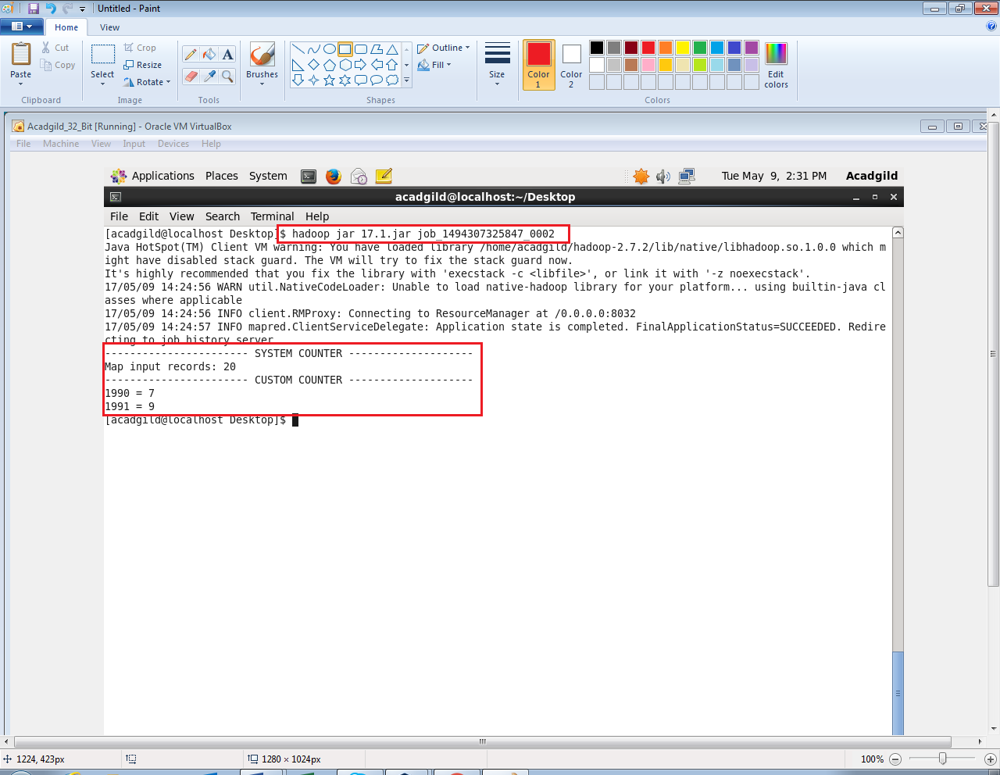 Untitled - Paint
Home
View
Paste
Cut
Copy
Clipboard
Select
Crop
Resize
Rotate
Image
Tools
Brushes
Shapes
Outline
Fill
Size
Color 1
Color 2
Edit colors
Colors
Acadgild_32_Bit [Running] - Oracle VM VirtualBox
File Machine View Input Devices Help
Applications Places System Tue May 9, 2:31 PM Acadgild
acadgild@localhost:~/Desktop
File Edit View Search Terminal Help
[acadgild@localhost Desktop]$ hadoop jar 17.1.jar job_1494307325847_0002
Java HotSpot(TM) Client VM warning: You have loaded library /home/acadgild/hadoop-2.7.2/lib/native/libhadoop.so.1.0.0 which m
ight have disabled stack guard. The VM will try to fix the stack guard now.
It's highly recommended that you fix the library with 'execstack -c <libfile>', or link it with '-z noexecstack'.
17/05/09 14:24:56 WARN util.NativeCodeLoader: Unable to load native-hadoop library for your platform... using builtin-java cl
asses where applicable
17/05/09 14:24:56 INFO client.RMProxy: Connecting to ResourceManager at /0.0.0.0:8032
17/05/09 14:24:57 INFO mapred.ClientServiceDelegate: Application state is completed. FinalApplicationStatus=SUCCEEDED. Redire
cting to job history server
----------------------- SYSTEM COUNTER --------------------
Map input records: 20
----------------------- CUSTOM COUNTER --------------------
1990 = 7
1991 = 9
[acadgild@localhost Desktop]$
1224, 423px
1280 × 1024px
100%